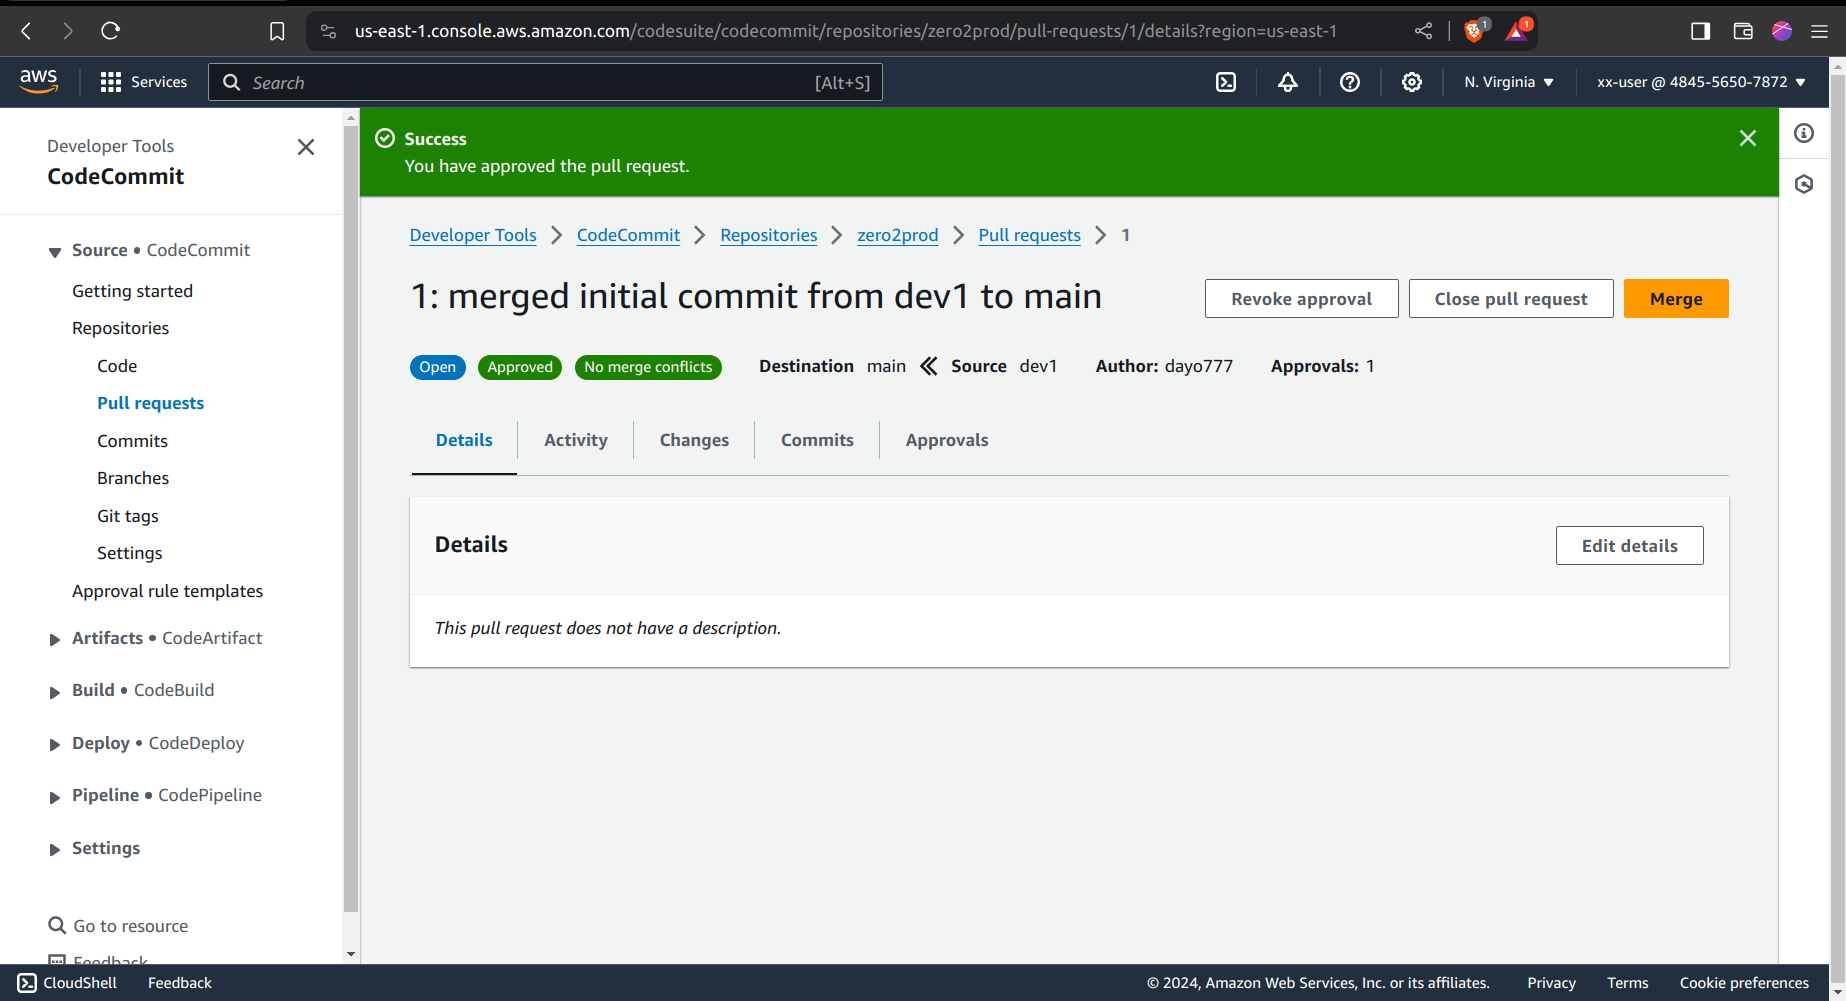 us-east-1.console.aws.amazon.com/codesuite/codecommit/repositories/zero2prod/pull-requests/1/details?region=us-east-1
1
1
aws
Services
Search
[Alt+S]
N. Virginia
xx-user @ 4845-5650-7872
Developer Tools
CodeCommit
Source • CodeCommit
Getting started
Repositories
Code
Pull requests
Commits
Branches
Git tags
Settings
Approval rule templates
Artifacts • CodeArtifact
Build • CodeBuild
Deploy • CodeDeploy
Pipeline • CodePipeline
Settings
Go to resource
Feedback
Success
You have approved the pull request.
Developer Tools > CodeCommit > Repositories > zero2prod > Pull requests > 1
1: merged initial commit from dev1 to main
Revoke approval
Close pull request
Merge
Open
Approved
No merge conflicts
Destination main
Source dev1
Author: dayo777
Approvals: 1
Details
Activity
Changes
Commits
Approvals
Details
Edit details
This pull request does not have a description.
CloudShell
Feedback
© 2024, Amazon Web Services, Inc. or its affiliates.
Privacy
Terms
Cookie preferences